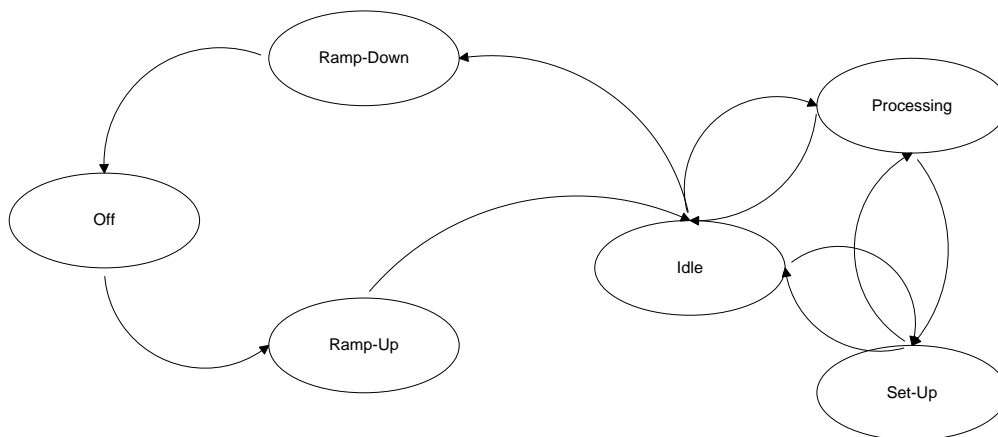 Ramp-Down
Processing
Off
Idle
Ramp-Up
Set-Up